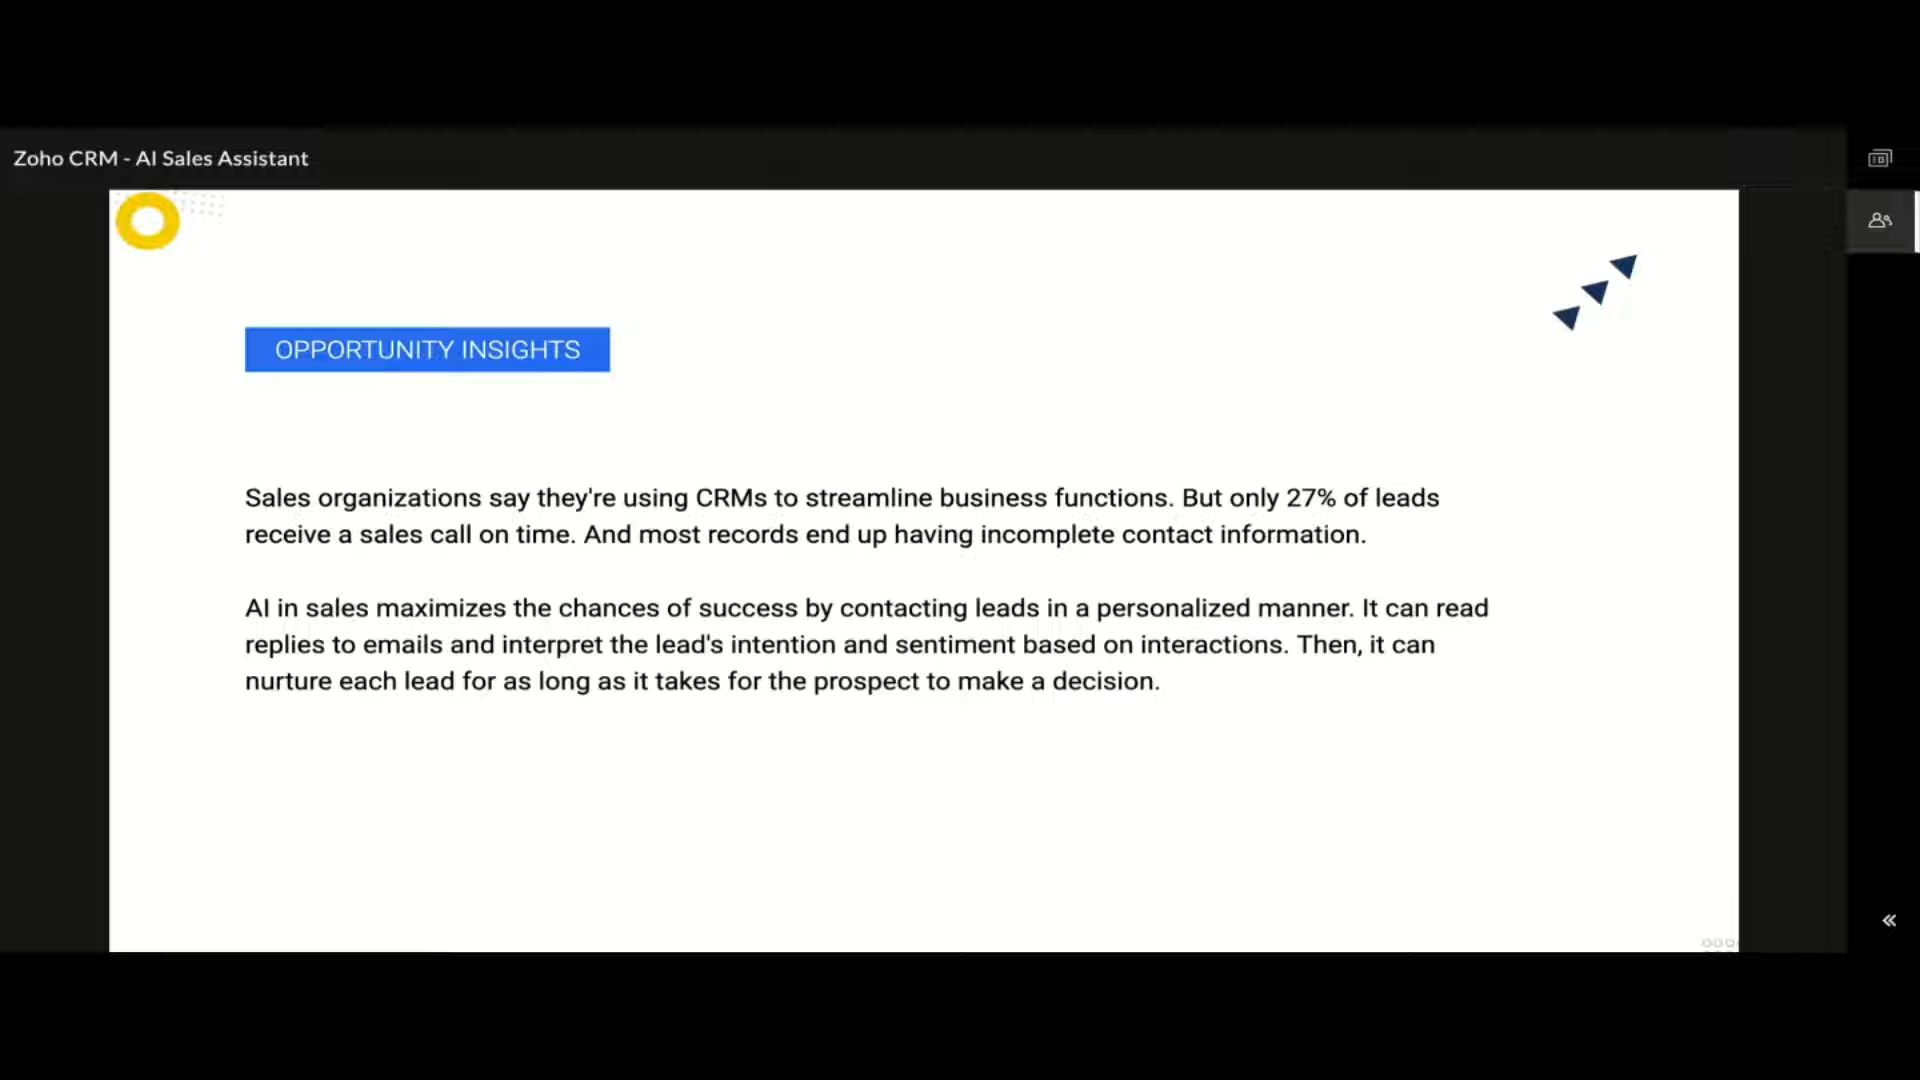 Zoho CRM - AI Sales Assistant
OPPORTUNITY INSIGHTS
Sales organizations say they're using CRMs to streamline business functions. But only 27% of leads
receive a sales call on time. And most records end up having incomplete contact information.
AI in sales maximizes the chances of success by contacting leads in a personalized manner. It can read
replies to emails and interpret the lead's intention and sentiment based on interactions. Then, it can
nurture each lead for as long as it takes for the prospect to make a decision.